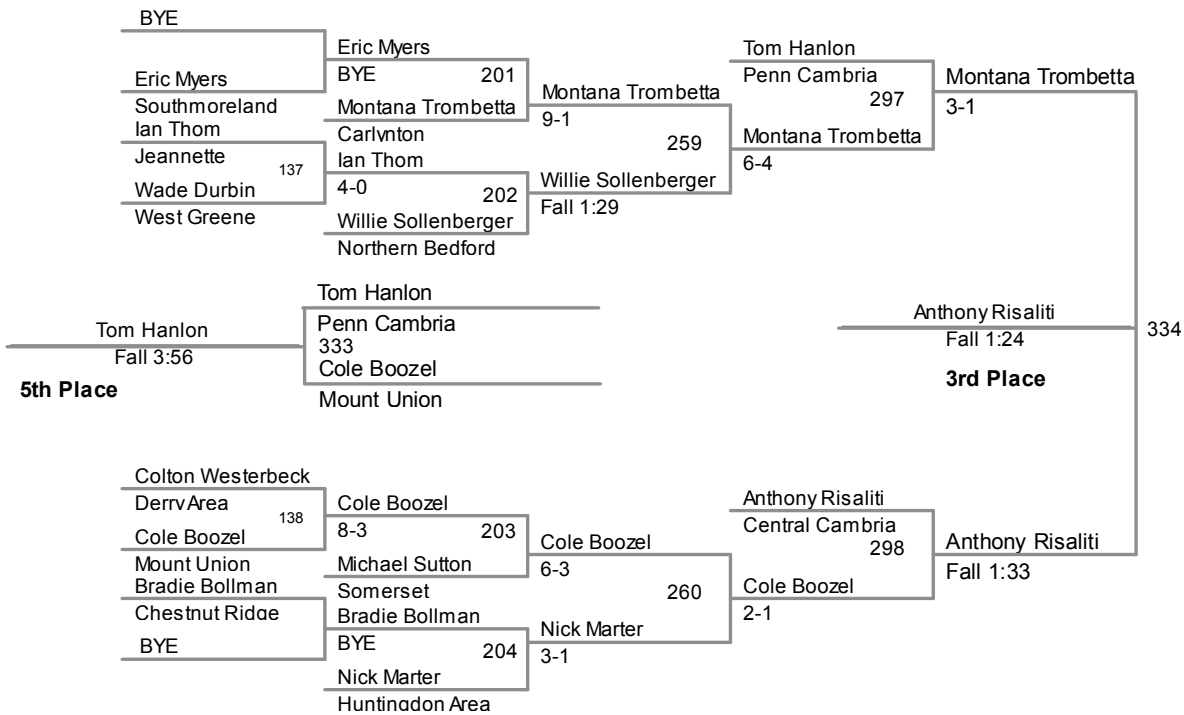 BYE
Eric Myers
Southmoreland
Ian Thom
Jeannette
137
Wade Durbin
West Greene
Eric Myers
BYE
201
Montana Trombetta
Carlynton
Ian Thom
4-0
202
Willie Sollenberger
Northern Bedford
Montana Trombetta
9-1
259
Willie Sollenberger
Fall 1:29
Tom Hanlon
Penn Cambria
297
Montana Trombetta
6-4
Montana Trombetta
3-1
Tom Hanlon
Fall 3:56
5th Place
Tom Hanlon
Penn Cambria
333
Cole Boozel
Mount Union
Anthony Risaliti
Fall 1:24
3rd Place
334
Colton Westerbeck
Derry Area
138
Cole Boozel
Mount Union
Bradie Bollman
Chestnut Ridge
BYE
Cole Boozel
8-3
203
Michael Sutton
Somerset
Bradie Bollman
BYE
204
Nick Marter
Huntingdon Area
Cole Boozel
6-3
260
Nick Marter
3-1
Anthony Risaliti
Central Cambria
298
Cole Boozel
2-1
Anthony Risaliti
Fall 1:33